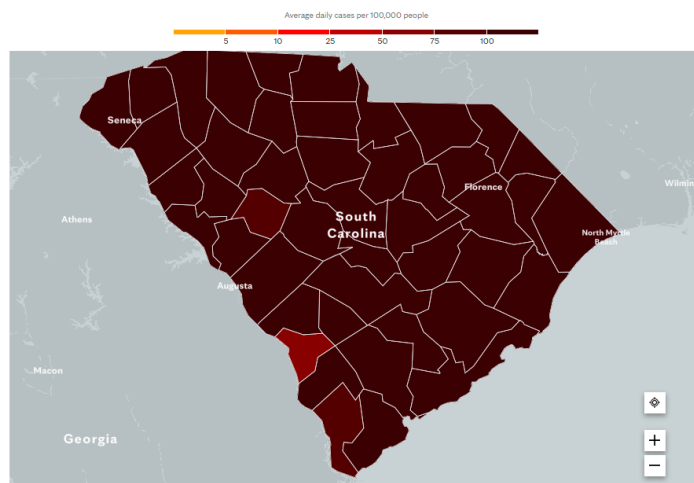 Average daily cases per 100,000 people
5 10 25 50 75 100
Seneca
Florence
Wilmin
Athens
South
Carolina
North Myrtle
Beach
Augusta
Macon
Georgia
+
−